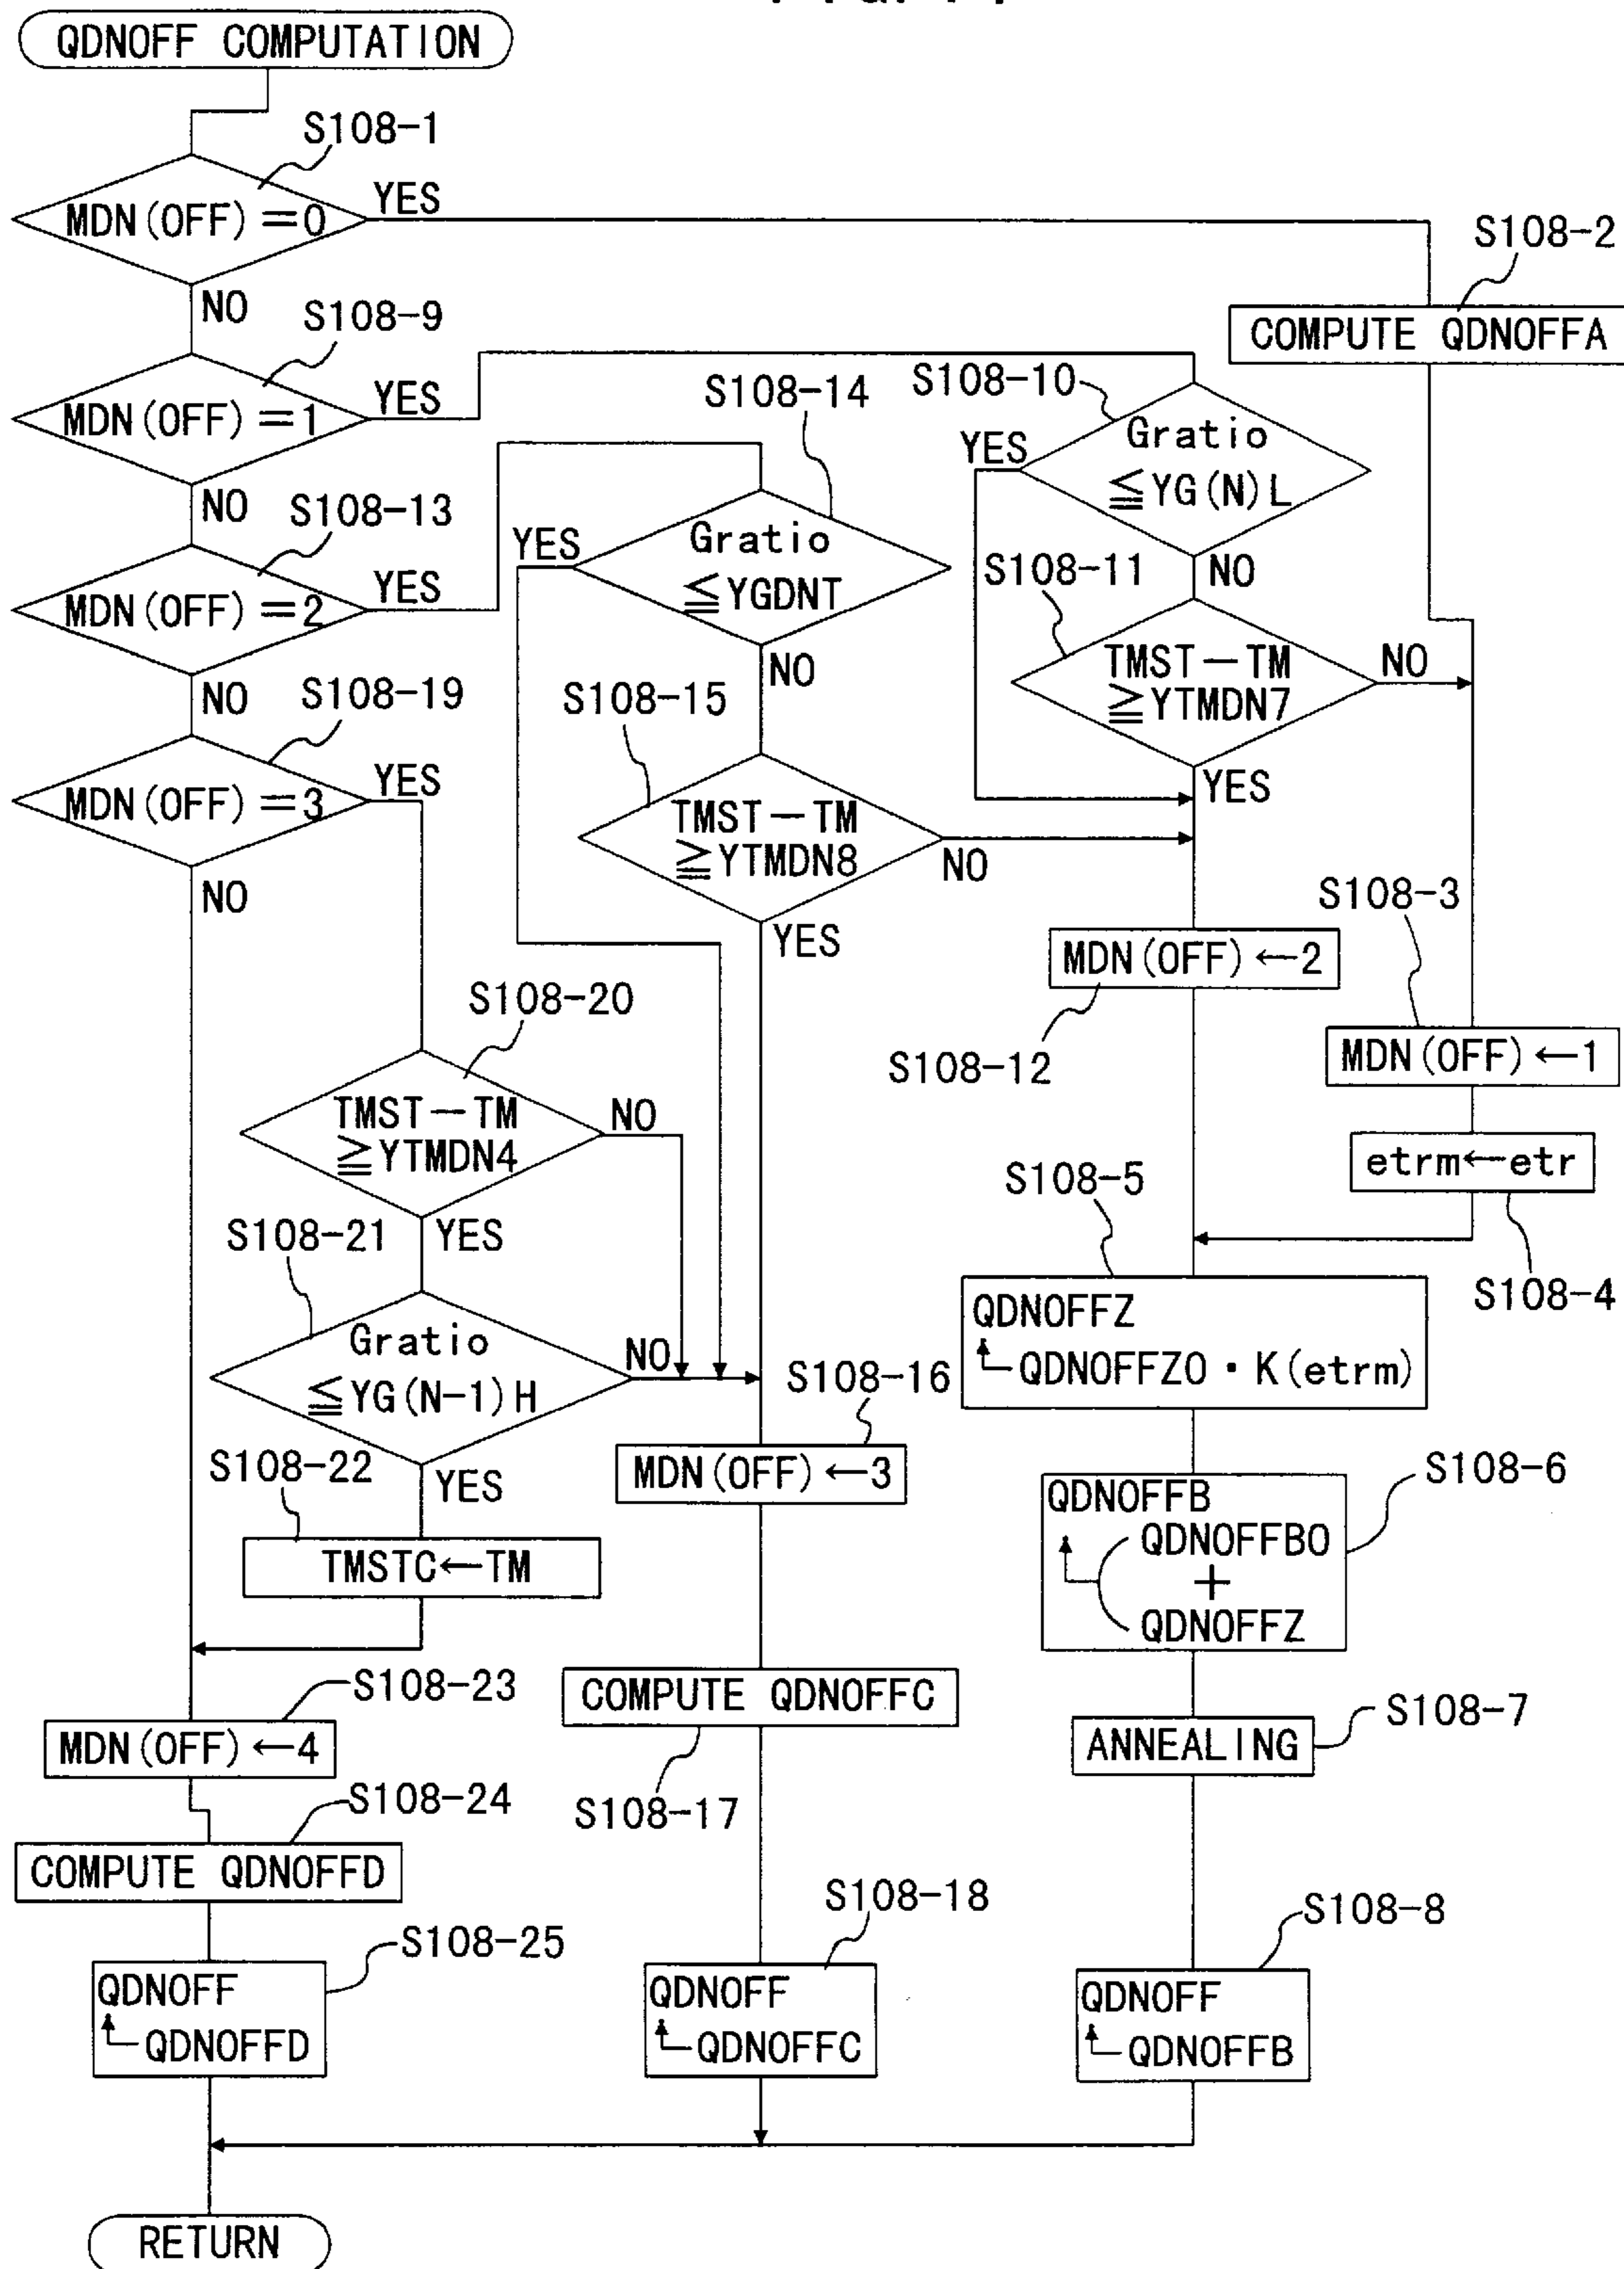 QDNOFF COMPUTATION
S108-1
MDN(OFF)=0
YES
NO
S108-2
COMPUTE QDNOFFA
S108-9
MDN(OFF)=1
YES
NO
S108-10
Gratio
≦YG(N)L
YES
NO
S108-11
TMST-TM
≧YTMDN7
NO
YES
S108-13
MDN(OFF)=2
YES
NO
S108-14
Gratio
≦YGDNT
YES
NO
S108-15
TMST-TM
≧YTMDN8
NO
YES
S108-19
MDN(OFF)=3
YES
NO
S108-12
MDN(OFF)←2
S108-3
MDN(OFF)←1
etrm←etr
S108-4
S108-20
TMST-TM
≧YTMDN4
NO
YES
S108-21
Gratio
≦YG(N-1)H
NO
YES
S108-22
TMSTC←TM
S108-5
QDNOFFZ
QDNOFFZO・K(etrm)
S108-6
QDNOFFB
QDNOFFBO
+
QDNOFFZ
S108-7
ANNEALING
S108-8
QDNOFF
QDNOFFB
S108-16
MDN(OFF)←3
COMPUTE QDNOFFC
S108-17
S108-18
QDNOFF
QDNOFFC
S108-23
MDN(OFF)←4
S108-24
COMPUTE QDNOFFD
S108-25
QDNOFF
QDNOFFD
RETURN